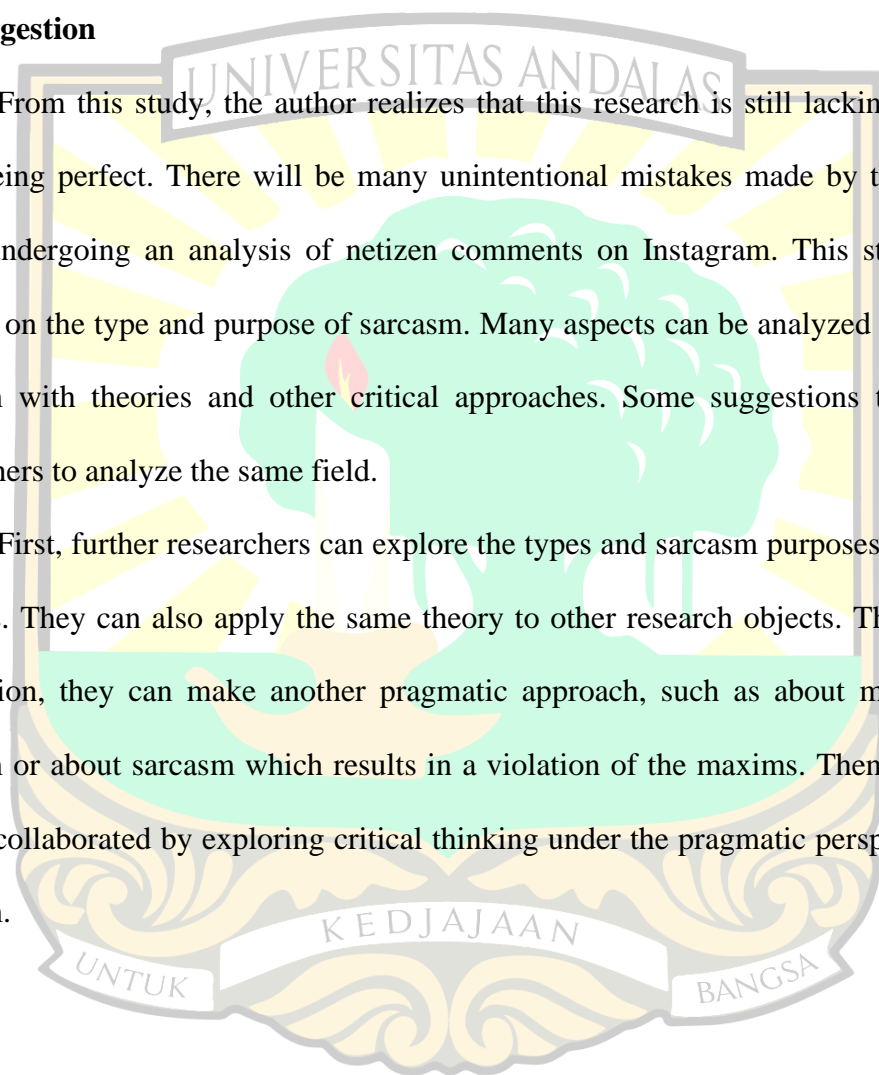 gestion
UNIVERSITAS ANDALAS
From this study, the author realizes that this research is still lackin
eing perfect. There will be many unintentional mistakes made by t
ndergoing an analysis of netizen comments on Instagram. This st
on the type and purpose of sarcasm. Many aspects can be analyzed
with theories and other critical approaches. Some suggestions t
ners to analyze the same field.
First, further researchers can explore the types and sarcasm purposes
They can also apply the same theory to other research objects. Th
ion, they can make another pragmatic approach, such as about m
or about sarcasm which results in a violation of the maxims. Then
collaborated by exploring critical thinking under the pragmatic persp
KEDJAJAAN
UNTUK BANGSA